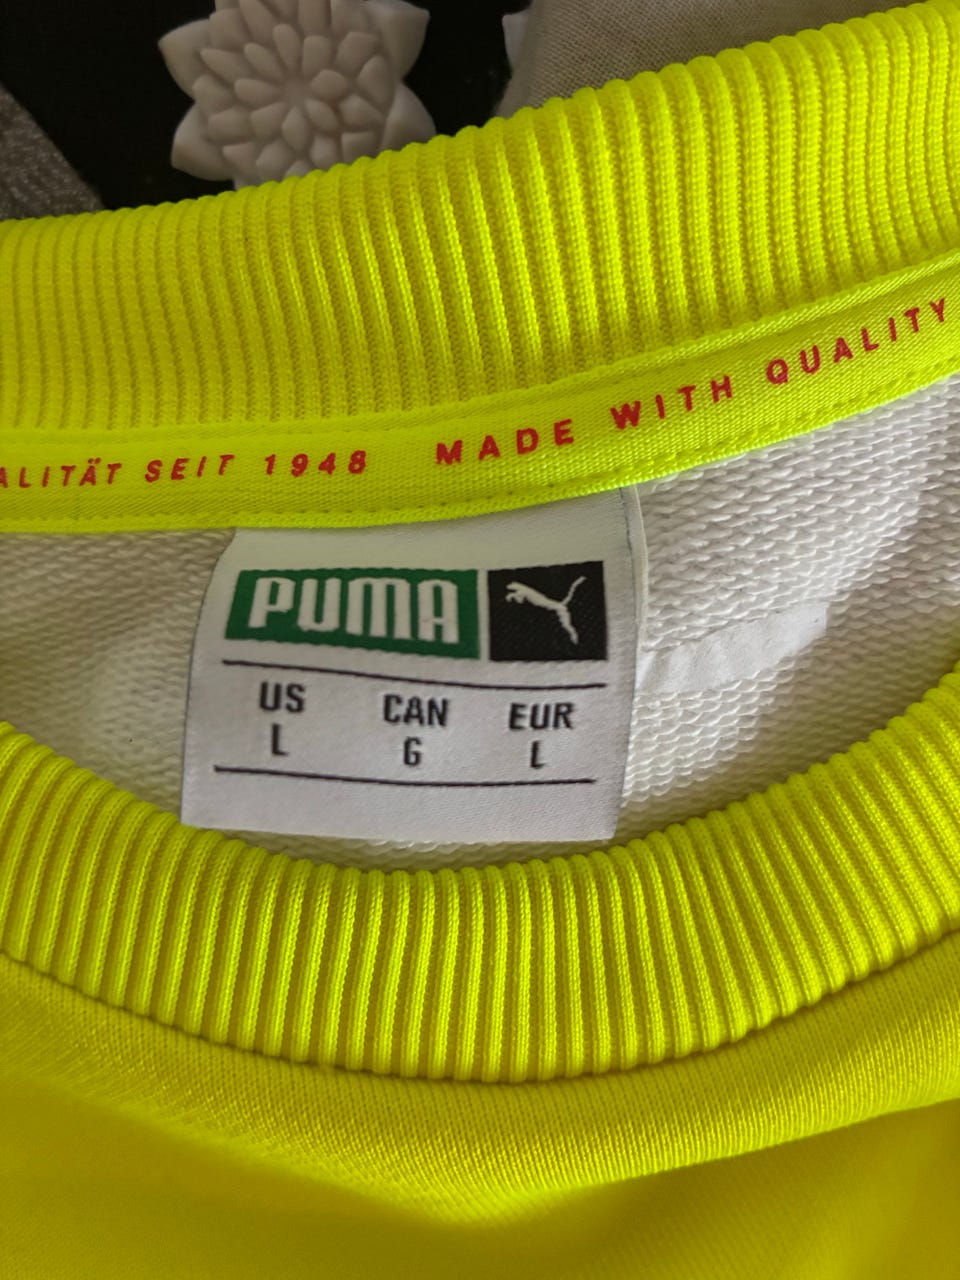 ALITÄT SEIT 1948 MADE WITH QUALITY
PUMA
US CAN EUR
L G L